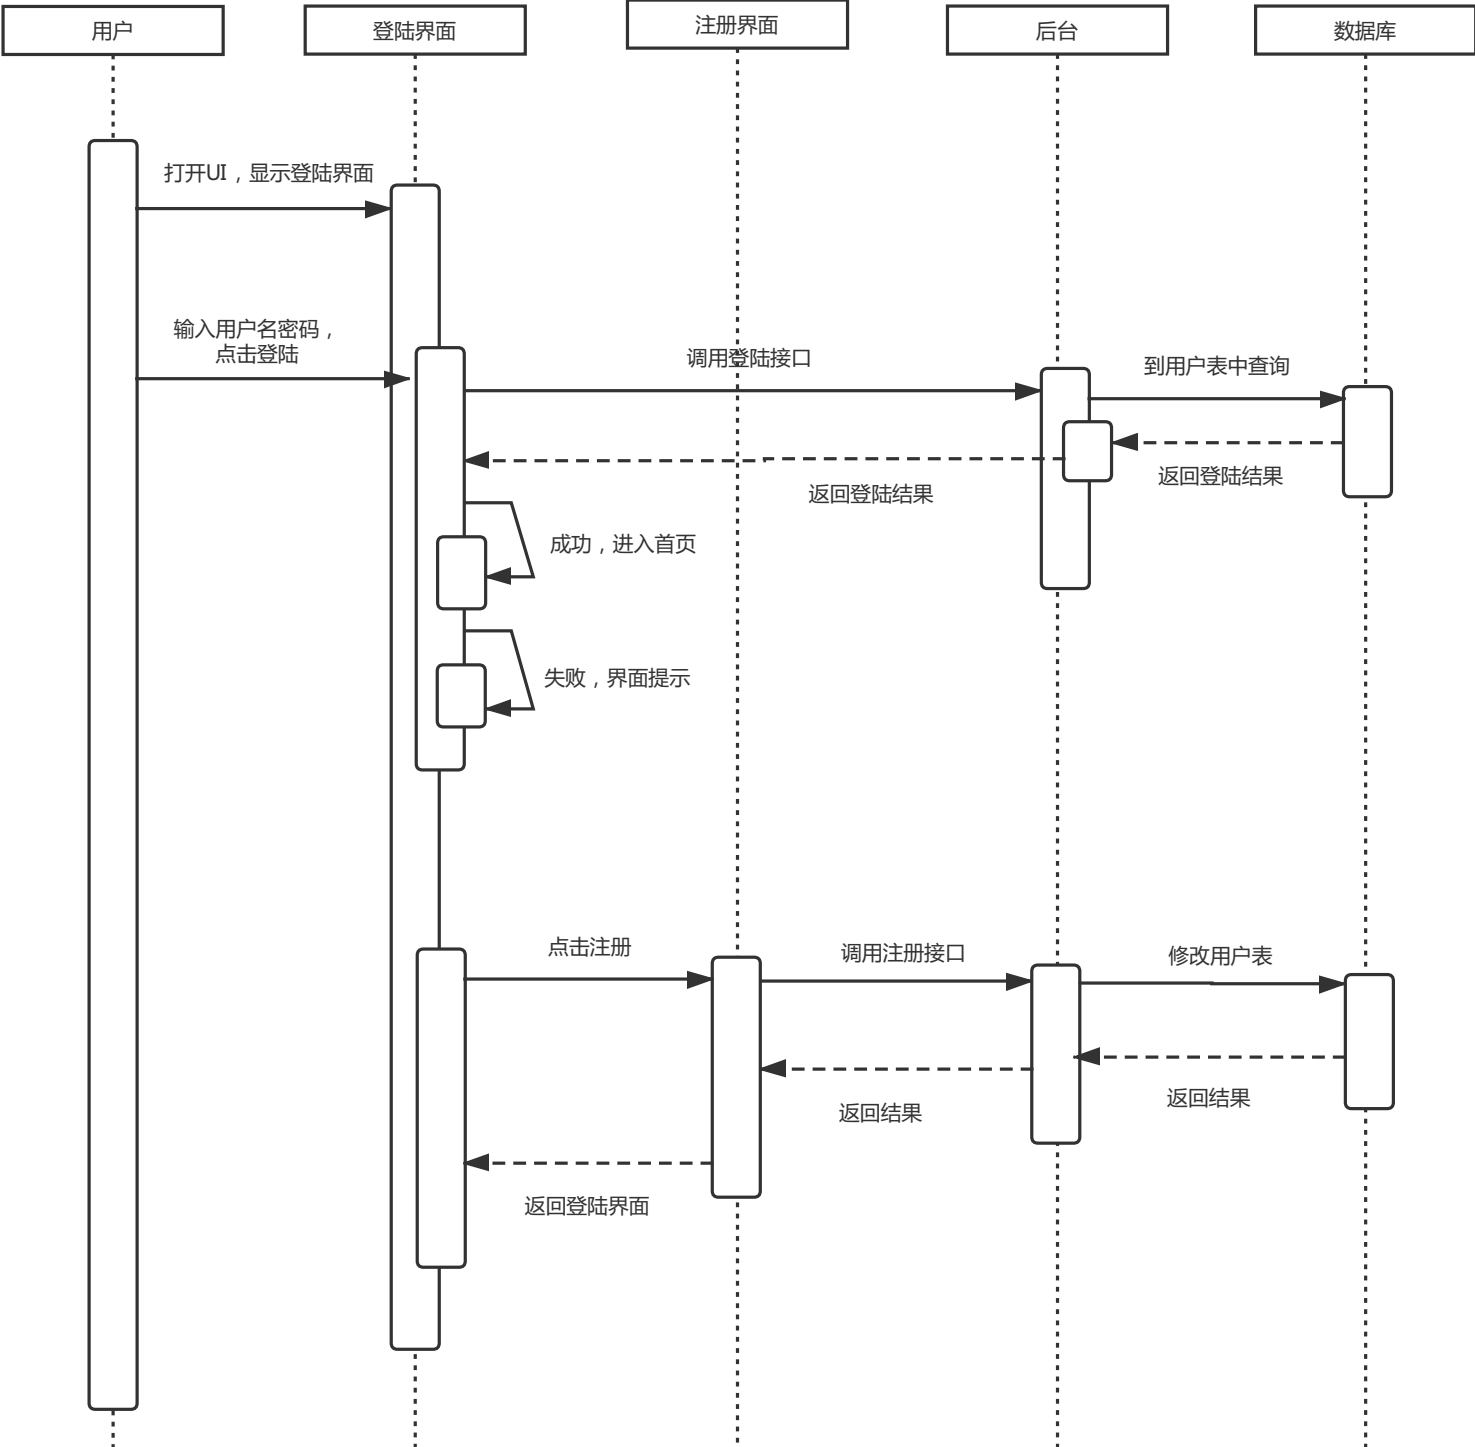 用户
登陆界面
注册界面
后台
数据库
打开UI，显示登陆界面
输入用户名密码，
点击登陆
调用登陆接口
到用户表中查询
返回登陆结果
返回登陆结果
成功，进入首页
失败，界面提示
点击注册
调用注册接口
修改用户表
返回结果
返回结果
返回登陆界面